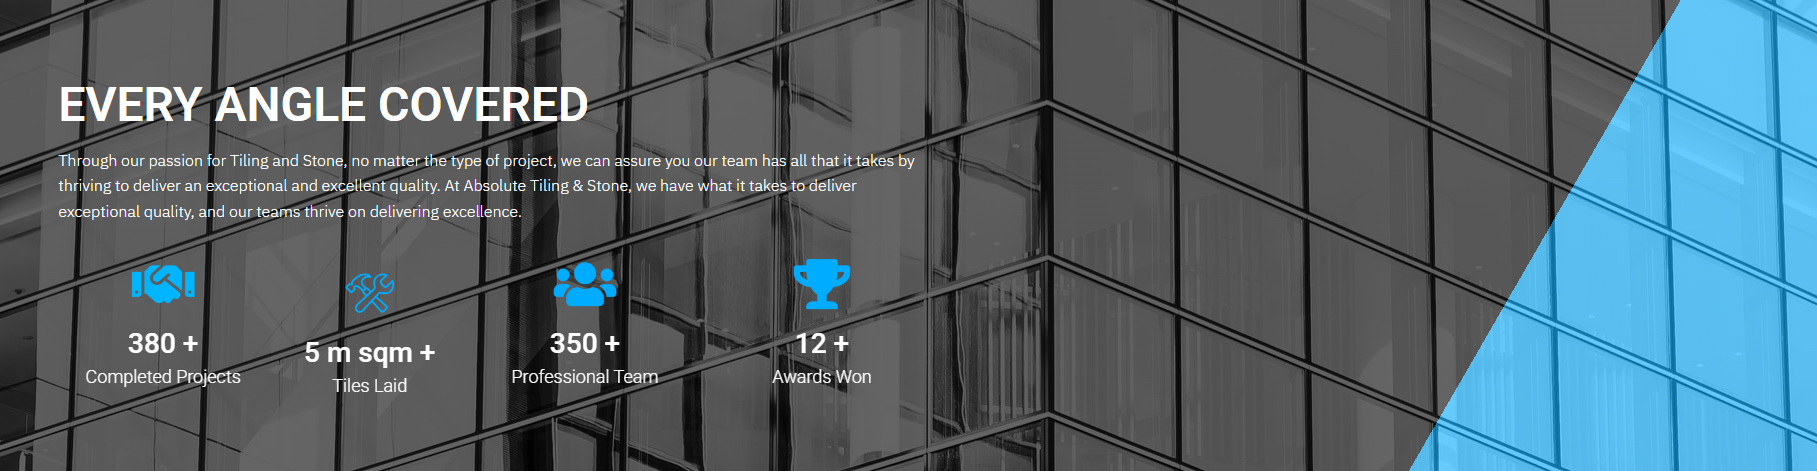 EVERY ANGLE COVERED
Through our passion for Tiling and Stone, no matter the type of project, we can assure you our team has all that it takes by
thriving to deliver an exceptional and excellent quality. At Absolute Tiling & Stone, we have what it takes to deliver
exceptional quality, and our teams thrive on delivering excellence.
380 +
Completed Projects
5 m sqm +
Tiles Laid
350 +
Professional Team
12 +
Awards Won